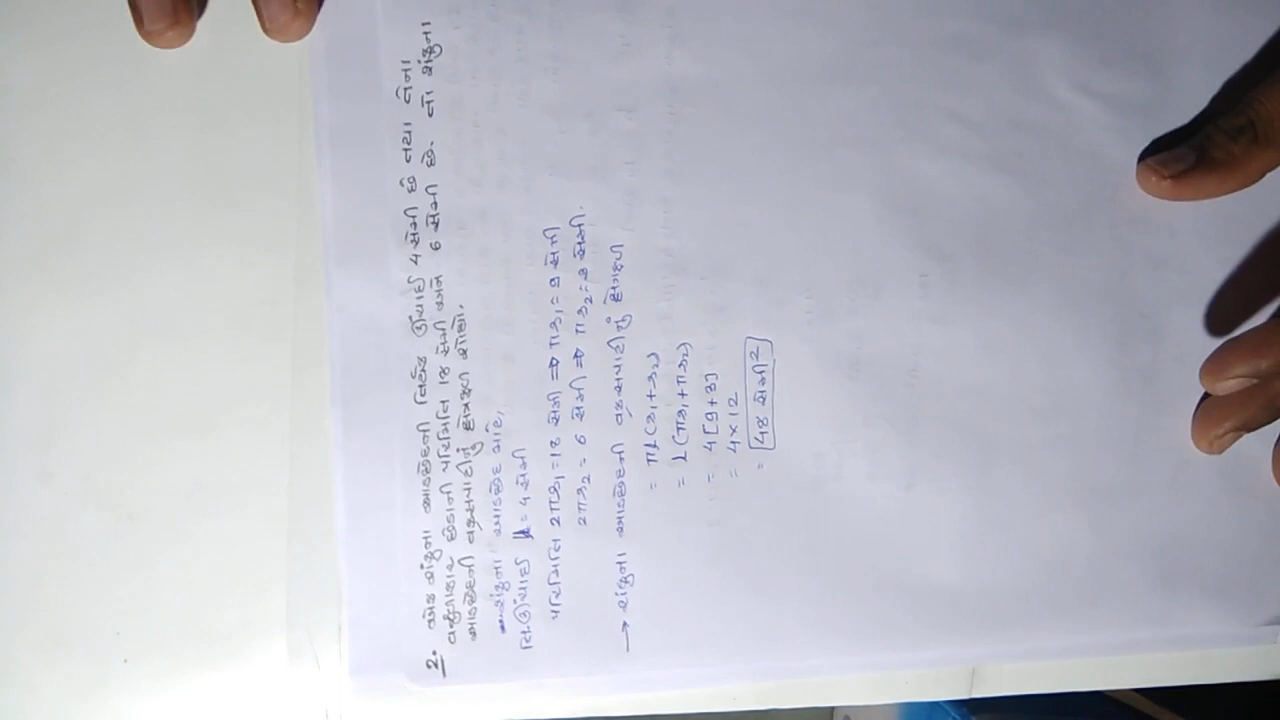 2. એક શંકુના આડછેદની તિર્યક ઊંચાઈ 4 સેમી છે તથા તેના
વર્તુળાકાર છેડાની પરિમિતિ 18 સેમી અને 6 સેમી છે. તો શંકુના
આડછેદની વક્રસપાટીનું ક્ષેત્રફળ શોધો.
શંકુના આડછેદ માટે,
તિ.ઊંચાઈ l = 4 સેમી
પરિમિતિ 2πr₁ = 18 સેમી ⇒ πr₁ = 9 સેમી
2πr₂ = 6 સેમી ⇒ πr₂ = 3 સેમી.
→ શંકુના આડછેદની વક્રસપાટીનું ક્ષેત્રફળ
= πl(r₁+r₂)
= l(πr₁+πr₂)
= 4[9+3]
= 4×12
= 48 સેમી²